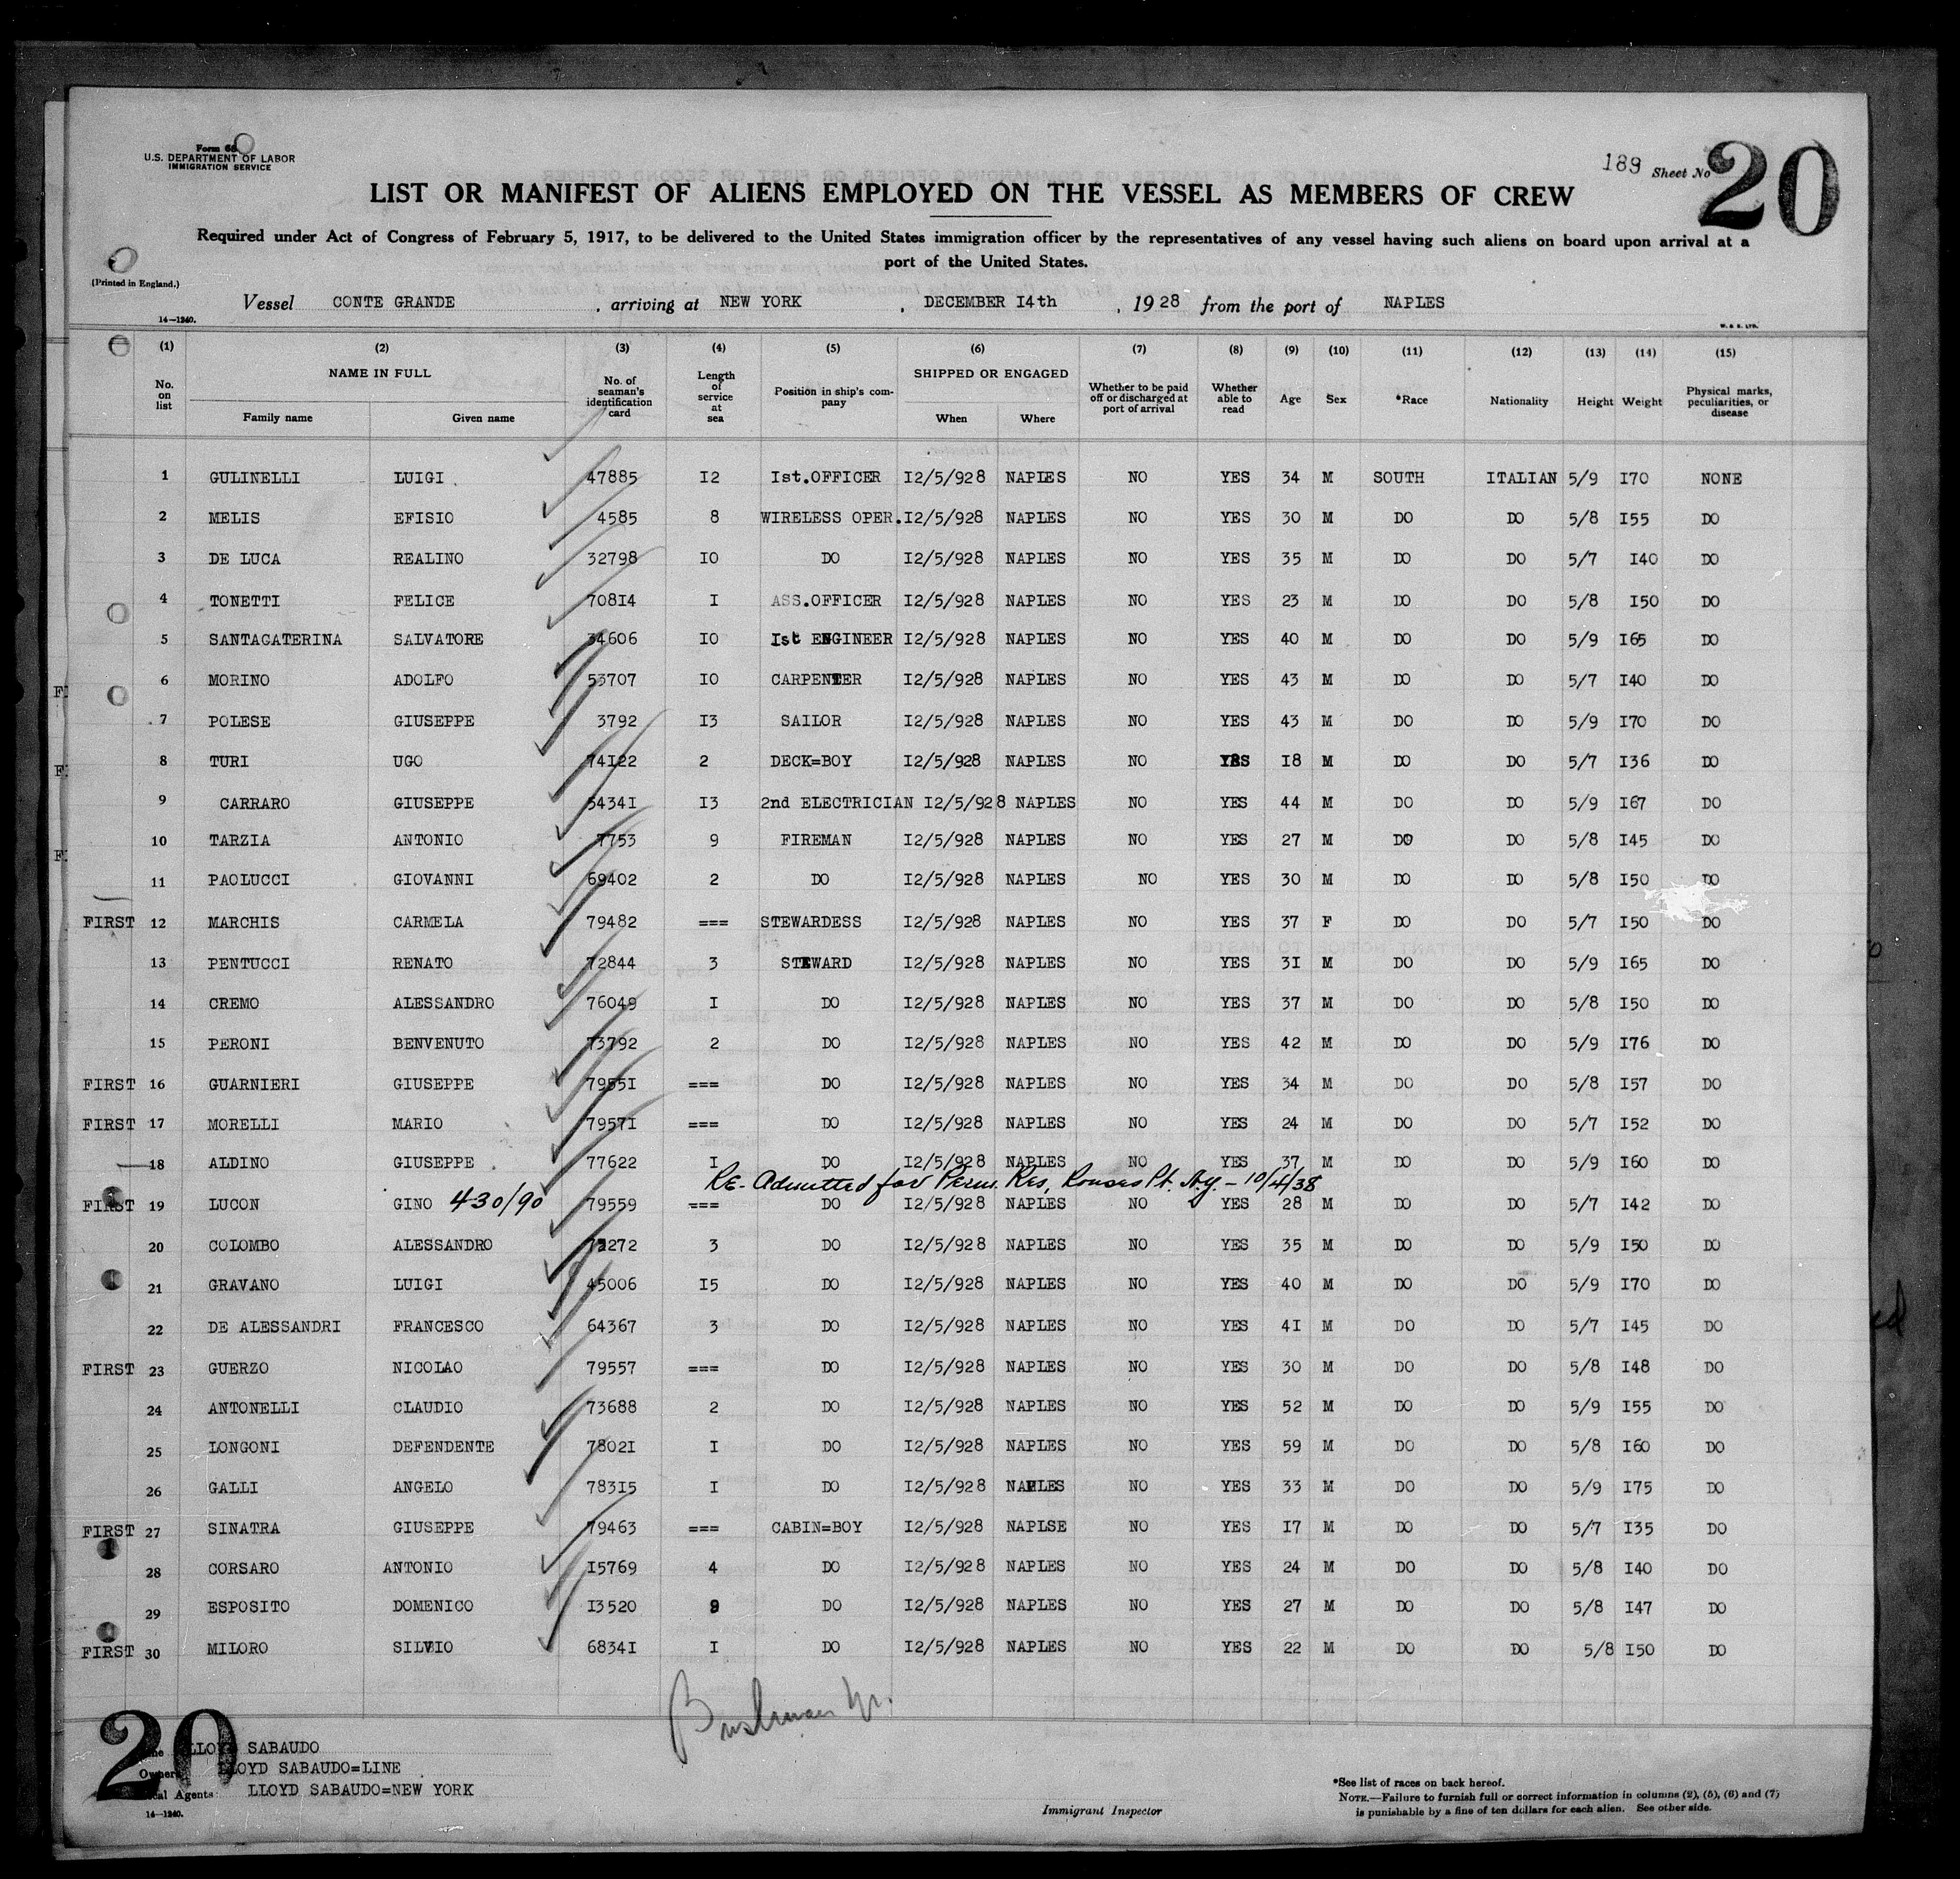 Form 68
U.S. DEPARTMENT OF LABOR
IMMIGRATION SERVICE
189 Sheet No 20
LIST OR MANIFEST OF ALIENS EMPLOYED ON THE VESSEL AS MEMBERS OF CREW
Required under Act of Congress of February 5, 1917, to be delivered to the United States immigration officer by the representatives of any vessel having such aliens on board upon arrival at a
port of the United States.
(Printed in England.)
Vessel CONTE GRANDE , arriving at NEW YORK , DECEMBER I4th , 1928 from the port of NAPLES
14—1240.
W. & S. LTD.
(1) (2) (3) (4) (5) (6) (7) (8) (9) (10) (11) (12) (13) (14) (15)
No. on list NAME IN FULL Family name Given name No. of seaman's identification card Length of service at sea Position in ship's company SHIPPED OR ENGAGED When Where Whether to be paid off or discharged at port of arrival Whether able to read Age Sex *Race Nationality Height Weight Physical marks, peculiarities, or disease
1 GULINELLI LUIGI 47885 I2 Ist.OFFICER I2/5/928 NAPLES NO YES 34 M SOUTH ITALIAN 5/9 I70 NONE
2 MELIS EFISIO 4585 8 WIRELESS OPER. I2/5/928 NAPLES NO YES 30 M DO DO 5/8 I55 DO
3 DE LUCA REALINO 32798 IO DO I2/5/928 NAPLES NO YES 35 M DO DO 5/7 I40 DO
4 TONETTI FELICE 708I4 I ASS.OFFICER I2/5/928 NAPLES NO YES 23 M DO DO 5/8 I50 DO
5 SANTACATERINA SALVATORE 34606 IO Ist ENGINEER I2/5/928 NAPLES NO YES 40 M DO DO 5/9 I65 DO
6 MORINO ADOLFO 53707 IO CARPENTER I2/5/928 NAPLES NO YES 43 M DO DO 5/7 I40 DO
7 POLESE GIUSEPPE 3792 I3 SAILOR I2/5/928 NAPLES NO YES 43 M DO DO 5/9 I70 DO
8 TURI UGO 74I22 2 DECK=BOY I2/5/928 NAPLES NO YES I8 M DO DO 5/7 I36 DO
9 CARRARO GIUSEPPE 5434I I3 2nd ELECTRICIAN I2/5/928 NAPLES NO YES 44 M DO DO 5/9 I67 DO
10 TARZIA ANTONIO 7753 9 FIREMAN I2/5/928 NAPLES NO YES 27 M DO DO 5/8 I45 DO
11 PAOLUCCI GIOVANNI 69402 2 DO I2/5/928 NAPLES NO YES 30 M DO DO 5/8 I50 DO
FIRST 12 MARCHIS CARMELA 79482 === STEWARDESS I2/5/928 NAPLES NO YES 37 F DO DO 5/7 I50 DO
13 PENTUCCI RENATO 72844 3 STEWARD I2/5/928 NAPLES NO YES 3I M DO DO 5/9 I65 DO
14 CREMO ALESSANDRO 76049 I DO I2/5/928 NAPLES NO YES 37 M DO DO 5/8 I50 DO
15 PERONI BENVENUTO 73792 2 DO I2/5/928 NAPLES NO YES 42 M DO DO 5/9 I76 DO
FIRST 16 GUARNIERI GIUSEPPE 7955I === DO I2/5/928 NAPLES NO YES 34 M DO DO 5/8 I57 DO
FIRST 17 MORELLI MARIO 7957I === DO I2/5/928 NAPLES NO YES 24 M DO DO 5/7 I52 DO
18 ALDINO GIUSEPPE 77622 I DO I2/5/928 NAPLES NO YES 37 M DO DO 5/9 I60 DO
RE-Admitted for Perm. Res, Rouses Pt. N.Y. - 10/4/38
FIRST 19 LUCON GINO 430/90 79559 === DO I2/5/928 NAPLES NO YES 28 M DO DO 5/7 I42 DO
20 COLOMBO ALESSANDRO 272 3 DO I2/5/928 NAPLES NO YES 35 M DO DO 5/9 I50 DO
21 GRAVANO LUIGI 45006 I5 DO I2/5/928 NAPLES NO YES 40 M DO DO 5/9 I70 DO
22 DE ALESSANDRI FRANCESCO 64367 3 DO I2/5/928 NAPLES NO YES 4I M DO DO 5/7 I45 DO
FIRST 23 GUERZO NICOLAO 79557 === DO I2/5/928 NAPLES NO YES 30 M DO DO 5/8 I48 DO
24 ANTONELLI CLAUDIO 73688 2 DO I2/5/928 NAPLES NO YES 52 M DO DO 5/9 I55 DO
25 LONGONI DEFENDENTE 7802I I DO I2/5/928 NAPLES NO YES 59 M DO DO 5/8 I60 DO
26 GALLI ANGELO 783I5 I DO I2/5/928 NAPLES NO YES 33 M DO DO 5/9 I75 DO
FIRST 27 SINATRA GIUSEPPE 79463 === CABIN=BOY I2/5/928 NAPLSE NO YES I7 M DO DO 5/7 I35 DO
28 CORSARO ANTONIO I5769 4 DO I2/5/928 NAPLES NO YES 24 M DO DO 5/8 I40 DO
29 ESPOSITO DOMENICO I3520 9 DO I2/5/928 NAPLES NO YES 27 M DO DO 5/8 I47 DO
FIRST 30 MILORO SILVIO 6834I I DO I2/5/928 NAPLES NO YES 22 M DO DO 5/8 I50 DO
20
LLOYD SABAUDO
Owners LLOYD SABAUDO=LINE
Local Agents LLOYD SABAUDO=NEW YORK
14—1240.
Immigrant Inspector
*See list of races on back hereof.
NOTE.—Failure to furnish full or correct information in columns (2), (5), (6) and (7)
is punishable by a fine of ten dollars for each alien. See other side.